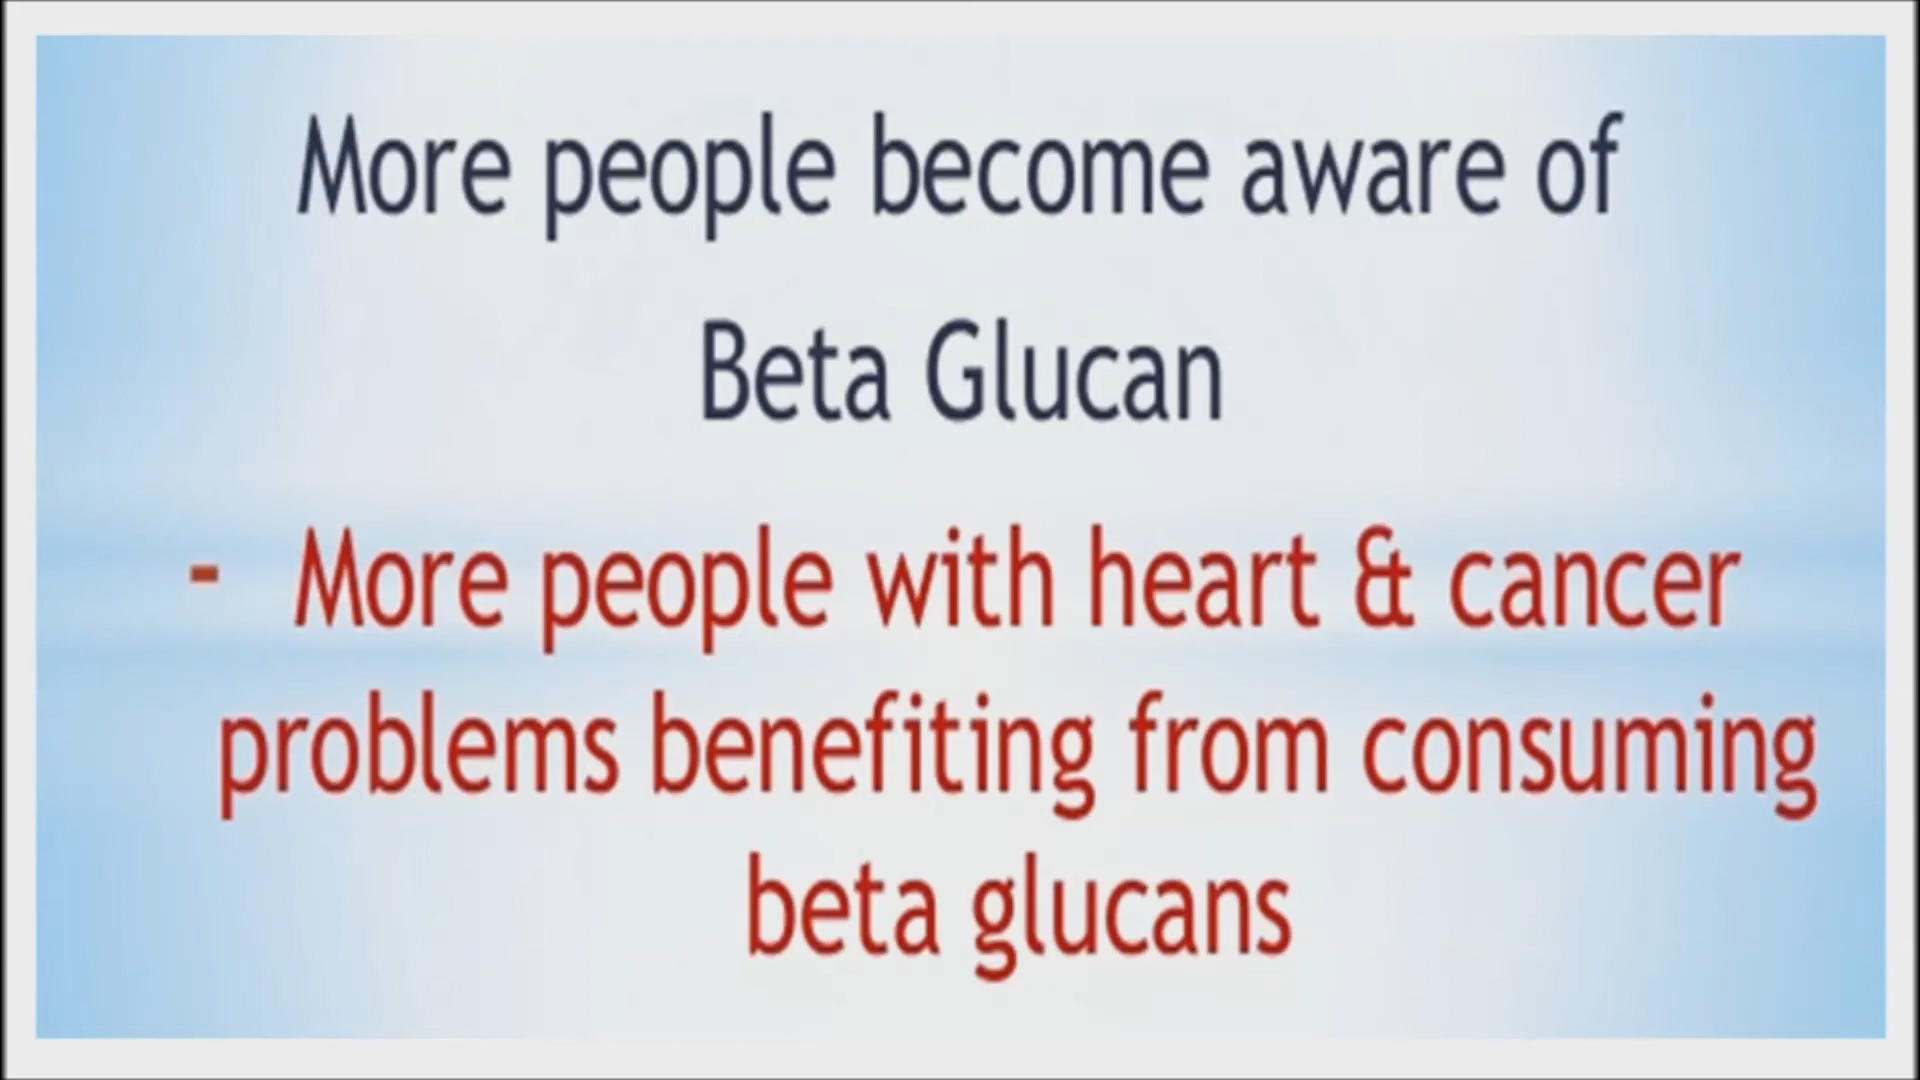 More people become aware of
Beta Glucan
- More people with heart & cancer
problems benefiting from consuming
beta glucans